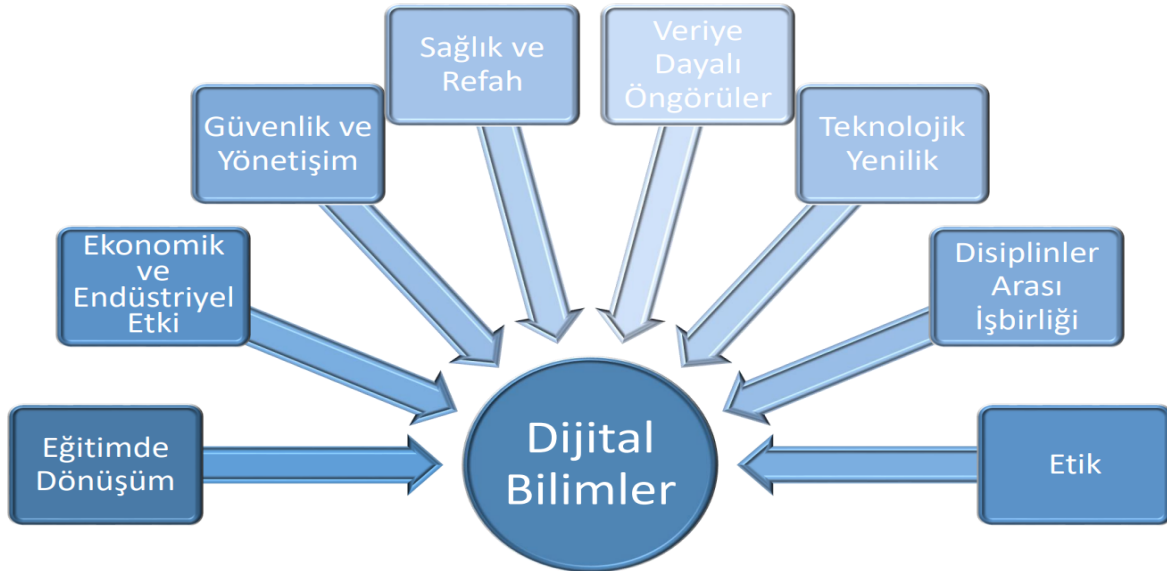 Sağlık ve
Refah
Veriye
Dayalı
Öngörüler
Güvenlik ve
Yönetişim
Teknolojik
Yenilik
Ekonomik
ve
Endüstriyel
Etki
Disiplinler
Arası
İşbirliği
Eğitimde
Dönüşüm
Dijital
Bilimler
Etik